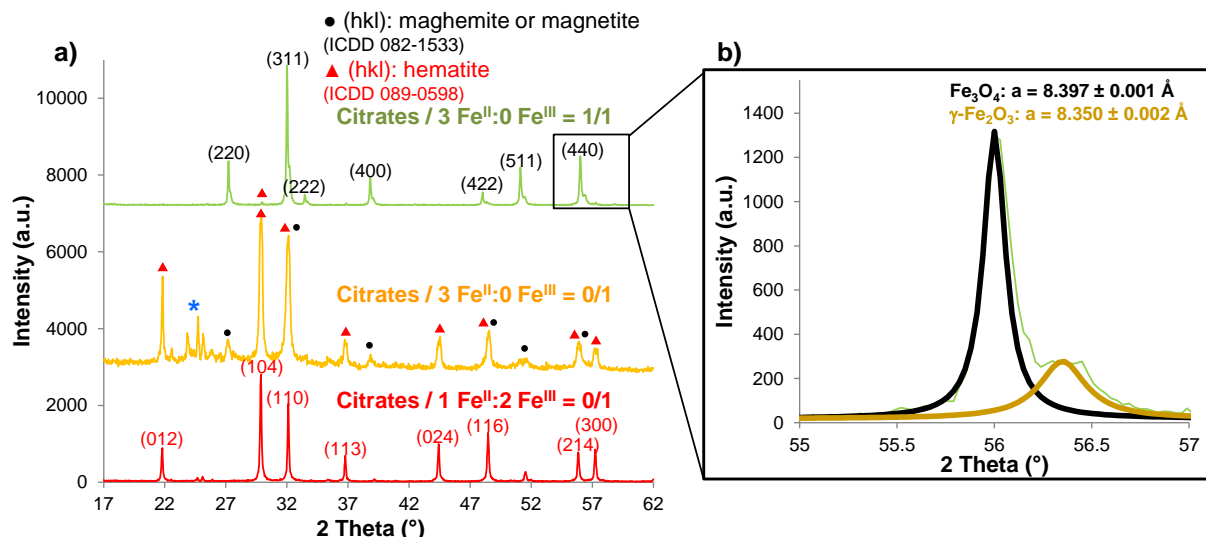 ● (hkl): maghemite or magnetite
(ICDD 082-1533)
▲ (hkl): hematite
(ICDD 089-0598)
a)
Intensity (a.u.)
10000
8000
6000
4000
2000
0
17 22 27 32 37 42 47 52 57 62
2 Theta (°)
Citrates / 3 Feᴵᴵ:0 Feᴵᴵᴵ = 1/1
(220)
(311)
(222)
(400)
(422)
(511)
(440)
*
Citrates / 3 Feᴵᴵ:0 Feᴵᴵᴵ = 0/1
Citrates / 1 Feᴵᴵ:2 Feᴵᴵᴵ = 0/1
(012)
(104)
(110)
(113)
(024)
(116)
(214)
(300)
b)
Fe₃O₄: a = 8.397 ± 0.001 Å
γ-Fe₂O₃: a = 8.350 ± 0.002 Å
Intensity (a.u.)
1400
1200
1000
800
600
400
200
0
55 55.5 56 56.5 57
2 Theta (°)